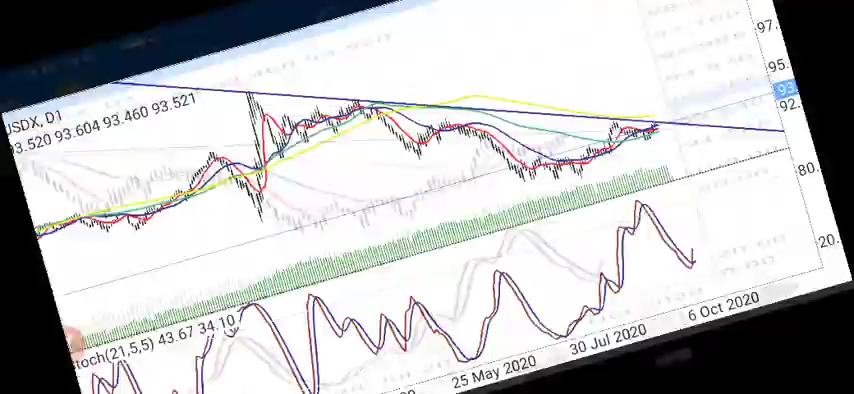 USDX, D1
93.520 93.604 93.460 93.521
97.
95.
93.
92.
toch(21,5,5) 43.67 34.10
80.
20.
25 May 2020
30 Jul 2020
6 Oct 2020